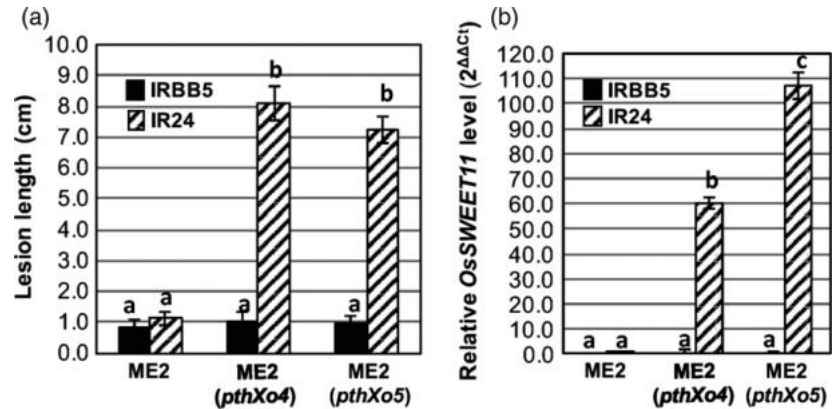 (a)
Lesion length (cm)
10.0
9.0
8.0
7.0
6.0
5.0
4.0
3.0
2.0
1.0
0.0
IRBB5
IR24
a a
a b
a b
ME2
ME2
(pthXo4)
ME2
(pthXo5)
(b)
Relative OsSWEET11 level (2ΔΔCt)
120.0
110.0
100.0
90.0
80.0
70.0
60.0
50.0
40.0
30.0
20.0
10.0
0.0
IRBB5
IR24
a a
a b
a c
ME2
ME2
(pthXo4)
ME2
(pthXo5)